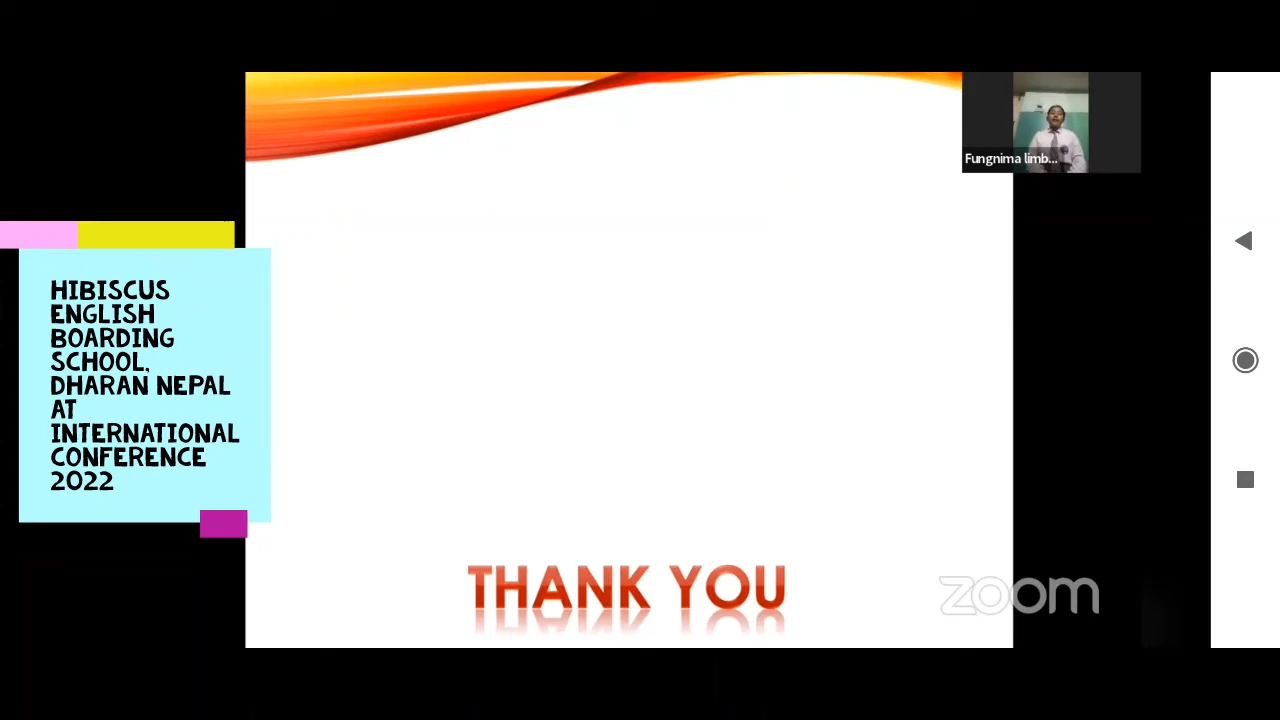 Fungnima limb...
HIBISCUS
ENGLISH
BOARDING
SCHOOL,
DHARAN NEPAL
AT
INTERNATIONAL
CONFERENCE
2022
THANK YOU
zoom